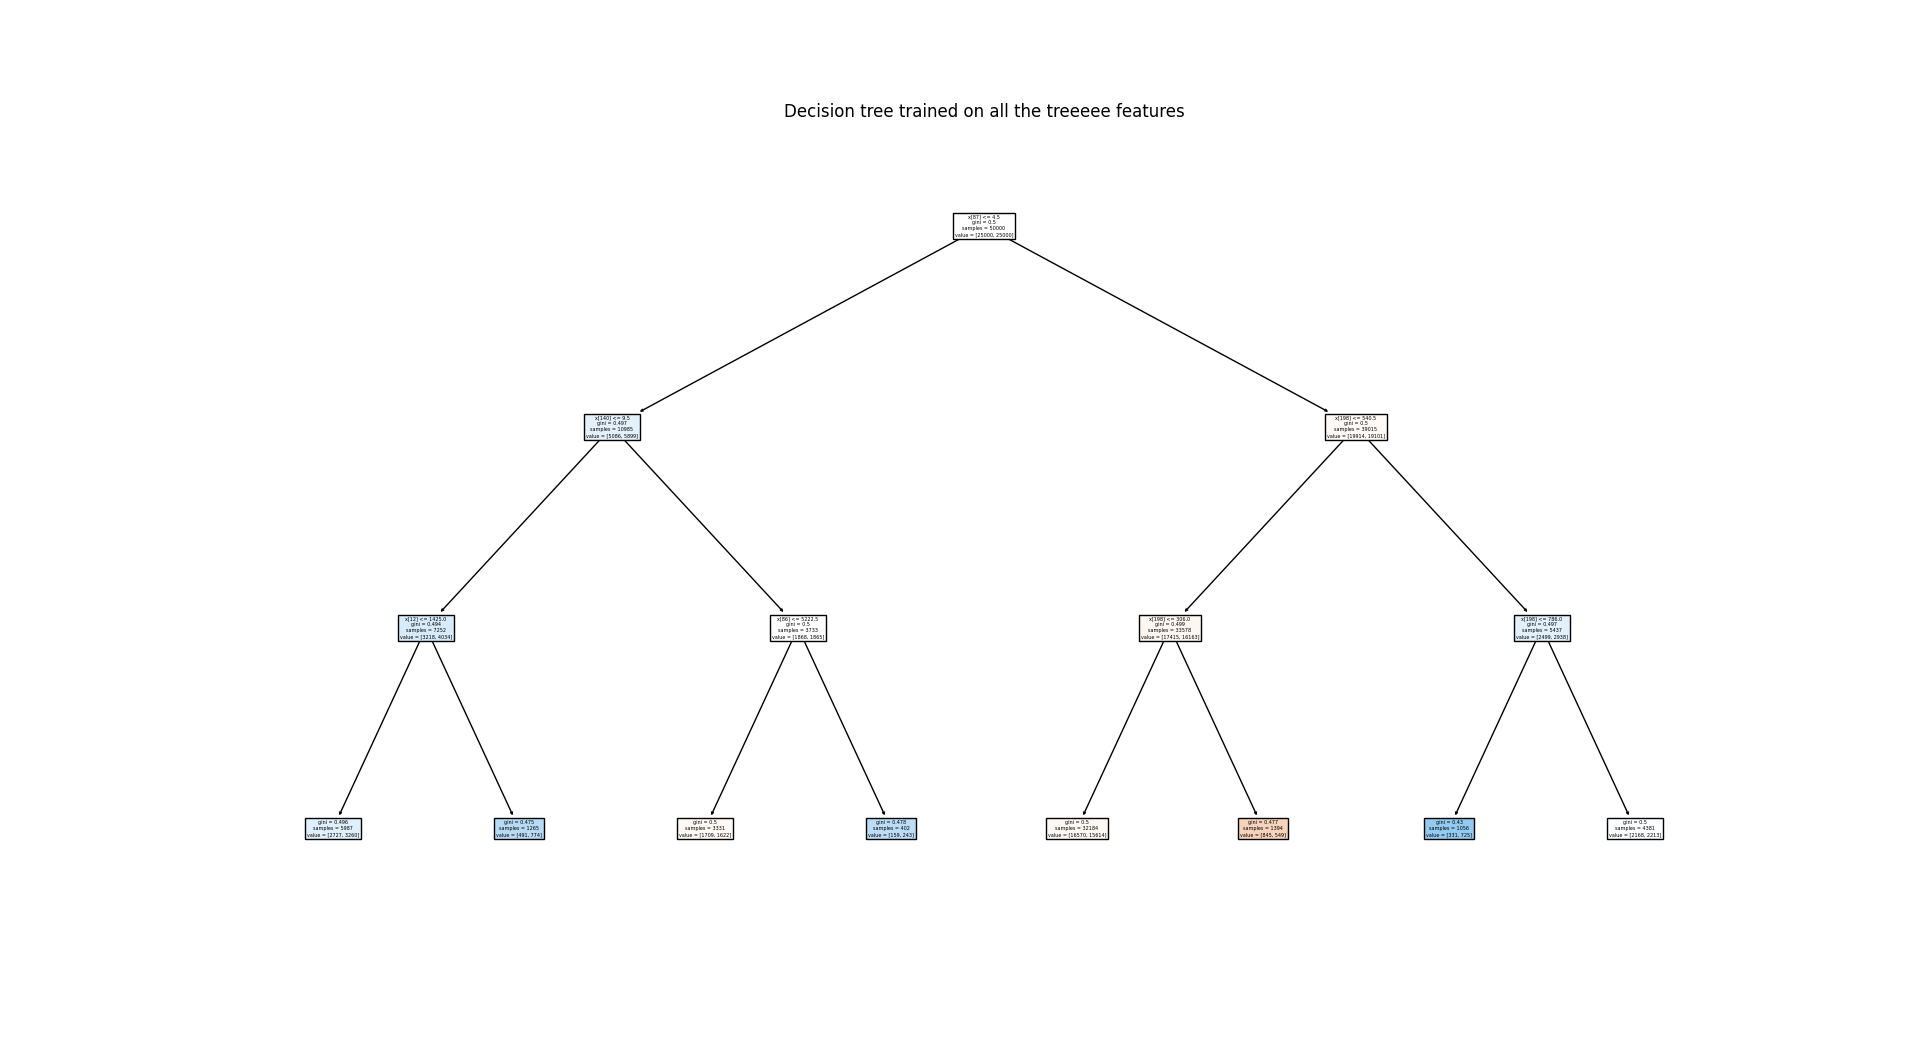 Decision tree trained on all the treeeee features
x[87] <= 4.5
gini = 0.5
samples = 50000
value = [25000, 25000]
x[140] <= 9.5
gini = 0.497
samples = 10985
value = [5086, 5899]
x[198] <= 540.5
gini = 0.5
samples = 39015
value = [19914, 19101]
x[12] <= 1425.0
gini = 0.494
samples = 7252
value = [3218, 4034]
x[86] <= 5222.5
gini = 0.5
samples = 3733
value = [1868, 1865]
x[198] <= 306.0
gini = 0.499
samples = 33578
value = [17415, 16163]
x[198] <= 786.0
gini = 0.497
samples = 5437
value = [2499, 2938]
gini = 0.496
samples = 5987
value = [2727, 3260]
gini = 0.475
samples = 1265
value = [491, 774]
gini = 0.5
samples = 3331
value = [1709, 1622]
gini = 0.478
samples = 402
value = [159, 243]
gini = 0.5
samples = 32184
value = [16570, 15614]
gini = 0.477
samples = 1394
value = [845, 549]
gini = 0.43
samples = 1056
value = [331, 725]
gini = 0.5
samples = 4381
value = [2168, 2213]